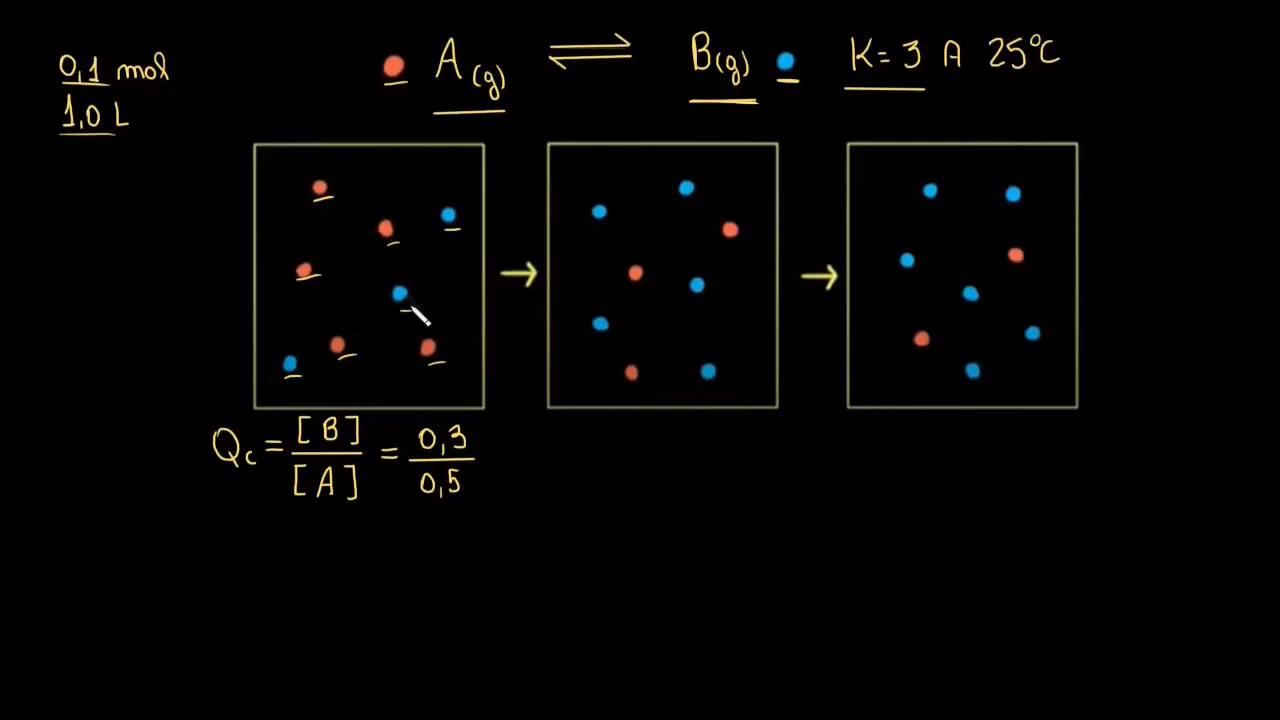 0,1 mol
1,0 L
A(g) ⇌ B(g) K=3 A 25°C
Qc = [B]/[A] = 0,3/0,5